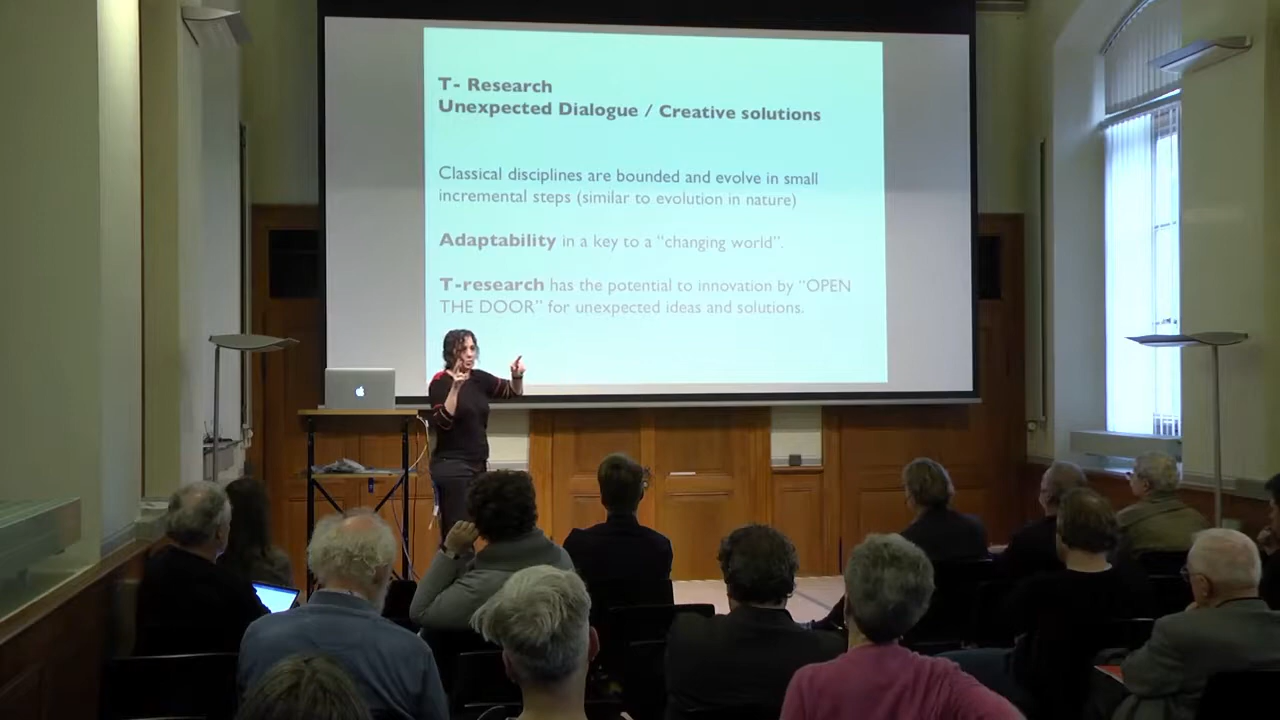 T- Research
Unexpected Dialogue / Creative solutions
Classical disciplines are bounded and evolve in small
incremental steps (similar to evolution in nature)
Adaptability in a key to a “changing world”.
T-research has the potential to innovation by “OPEN
THE DOOR” for unexpected ideas and solutions.